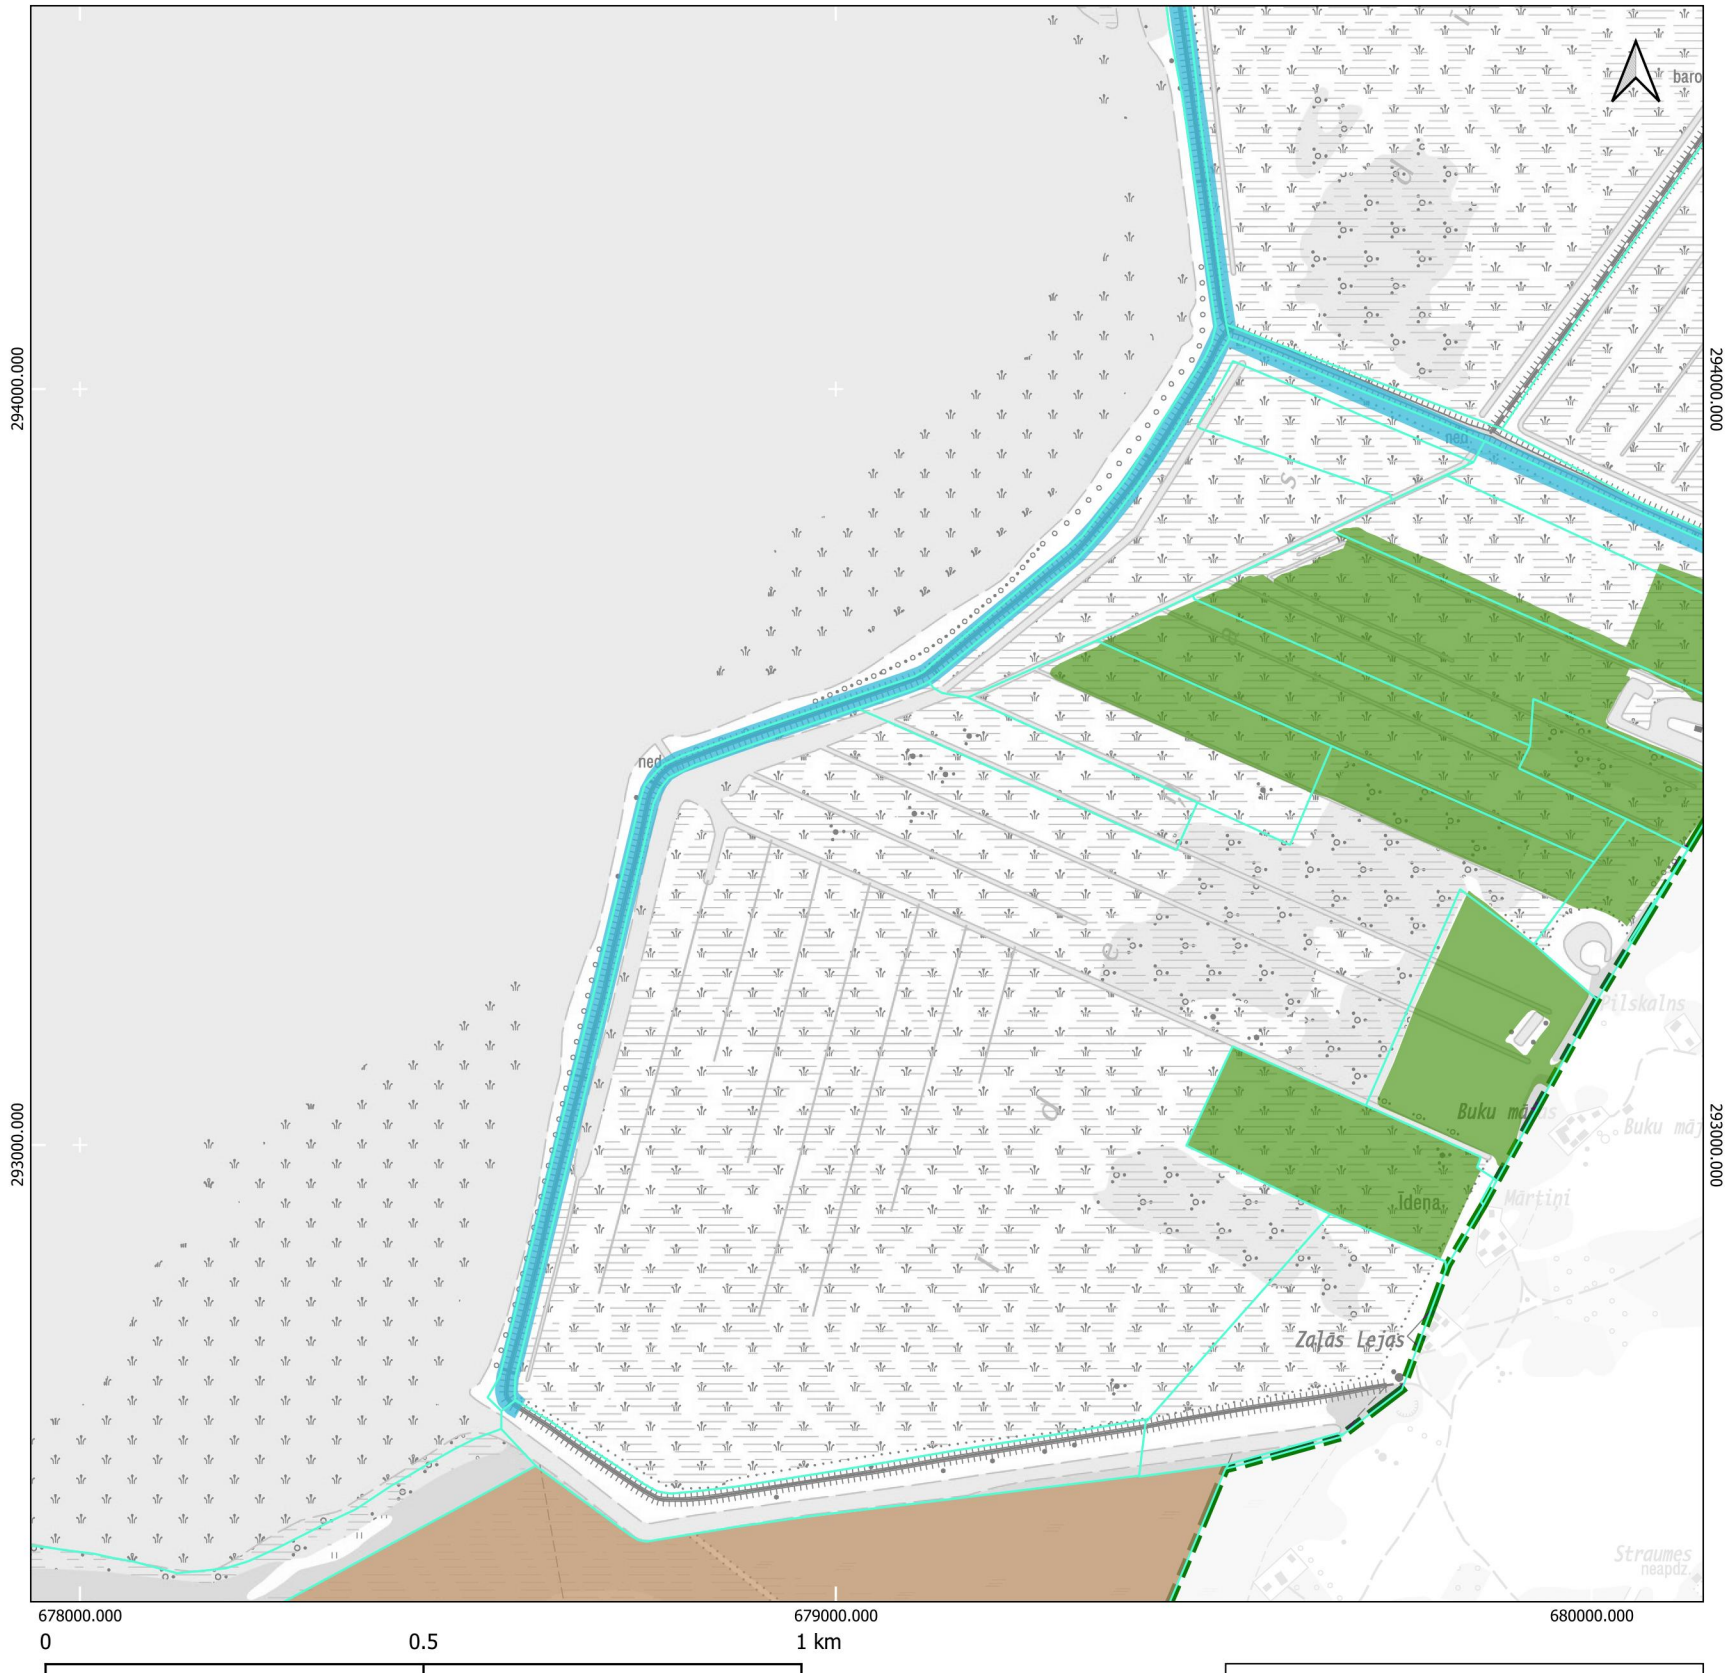 baro
294000.000
294000.000
ned.
ned.
Pilskalns
Buku mājas
Buku māj
293000.000
293000.000
Mārtiņi
Īdeņa
Zaļās Lejas
Straumes
neapdz.
678000.000
679000.000
680000.000
0
0.5
1 km